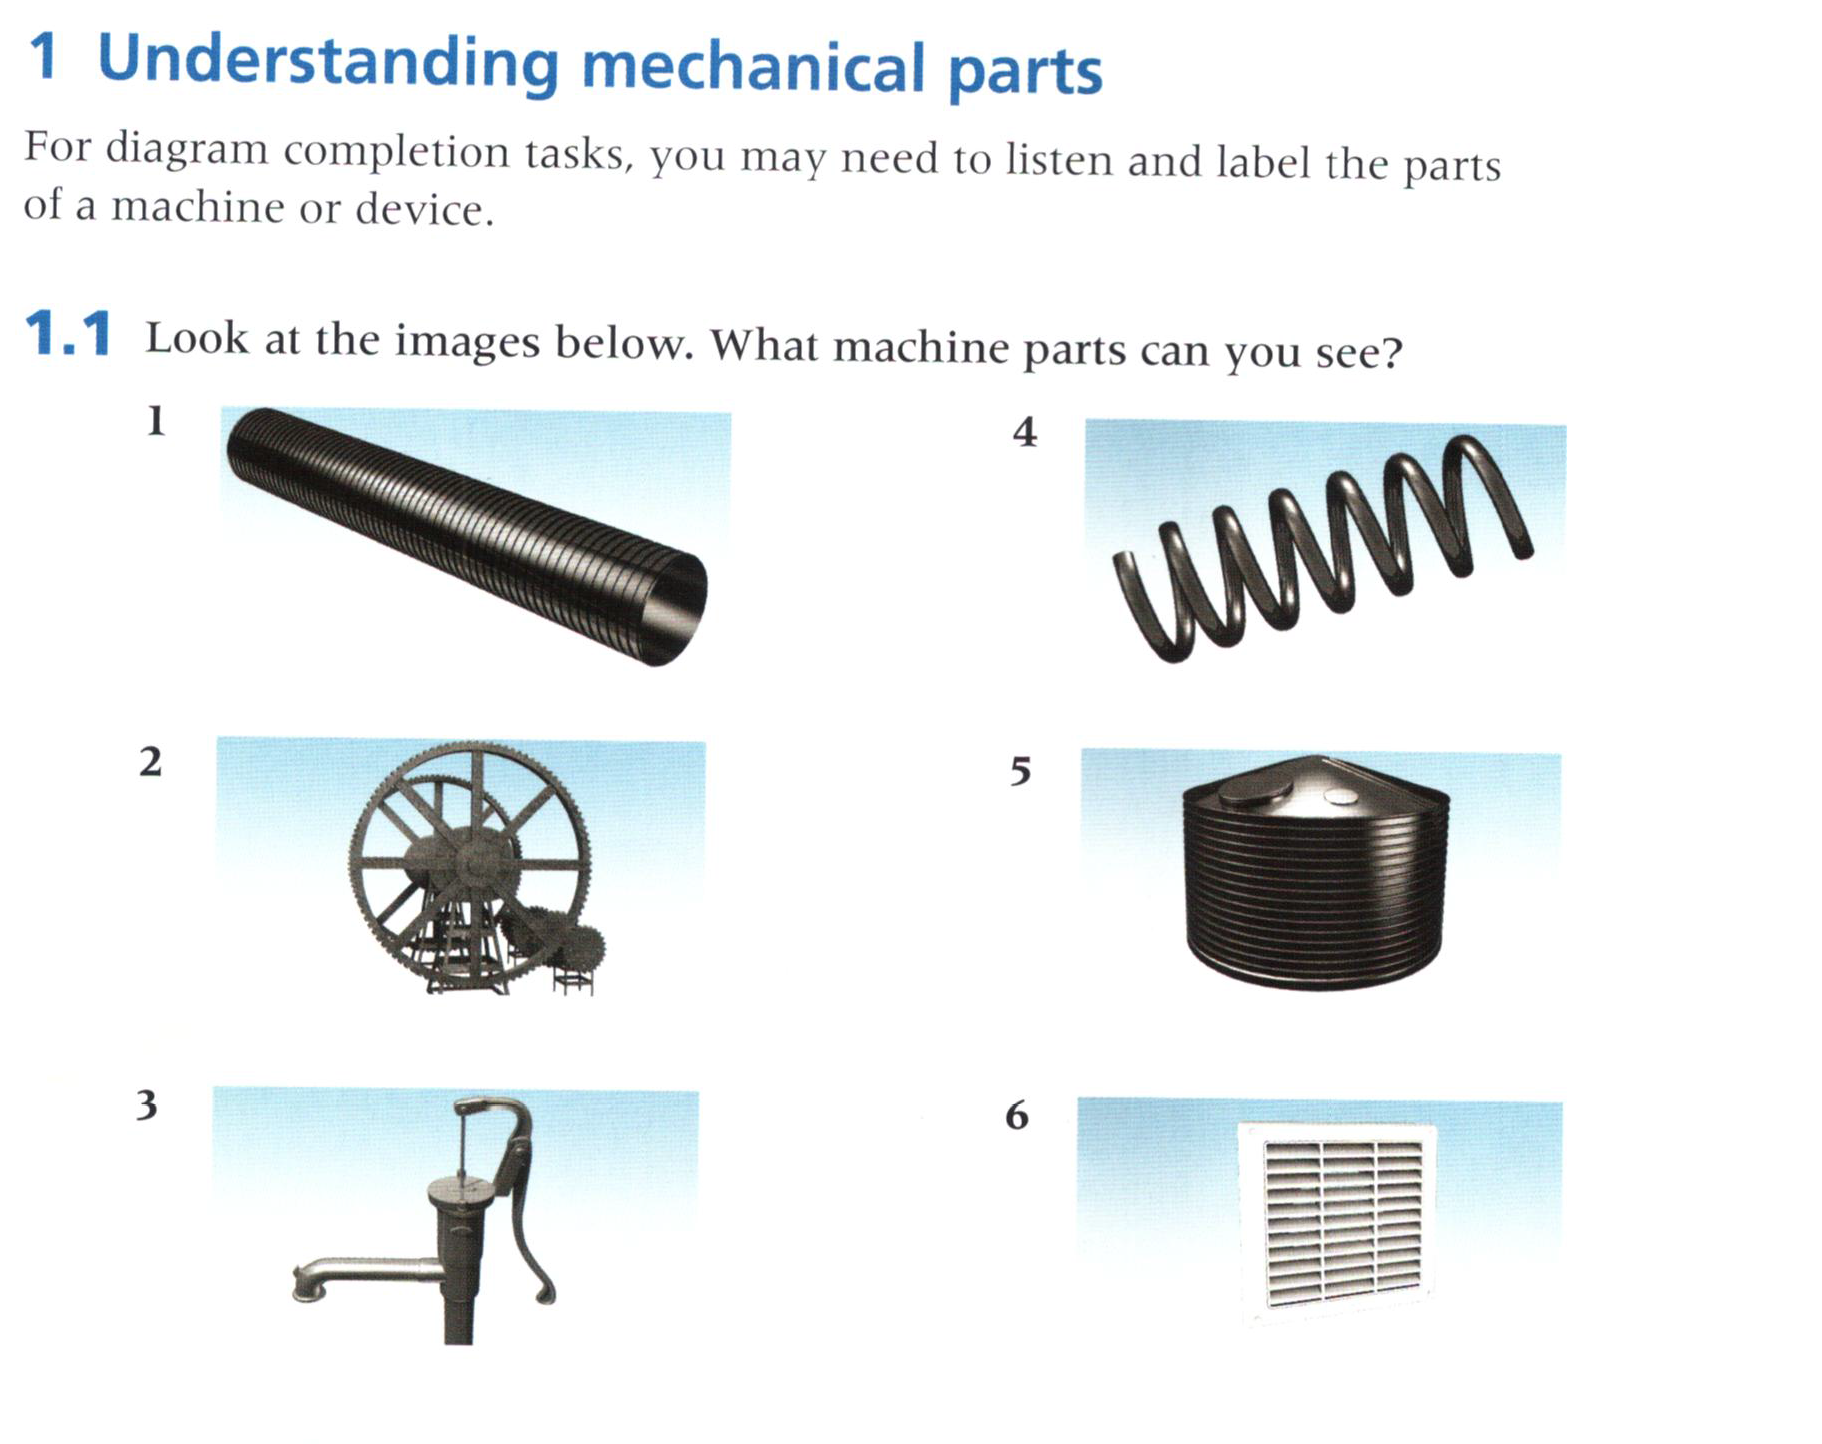 1 Understanding mechanical parts
For diagram completion tasks, you may need to listen and label the parts
of a machine or device.
1.1 Look at the images below. What machine parts can you see?
1
4
2
5
3
6